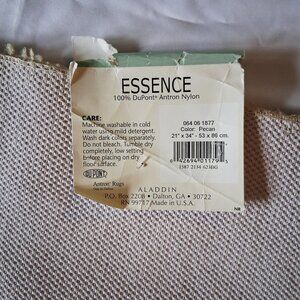 ESSENCE
100% DuPont® Antron Nylon
CARE:
Machine washable in cold
water using mild detergent.
Wash dark colors separately.
Do not bleach. Tumble dry
completely, low setting
before placing on dry
floor surface.
DU PONT
Antron® Rugs
064 06 1877
Color: Pecan
21" x 34" - 53 x 86 cm.
ALADDIN
P.O. Box 2208 • Dalton, GA • 30722
RN 99717 Made in U.S.A.